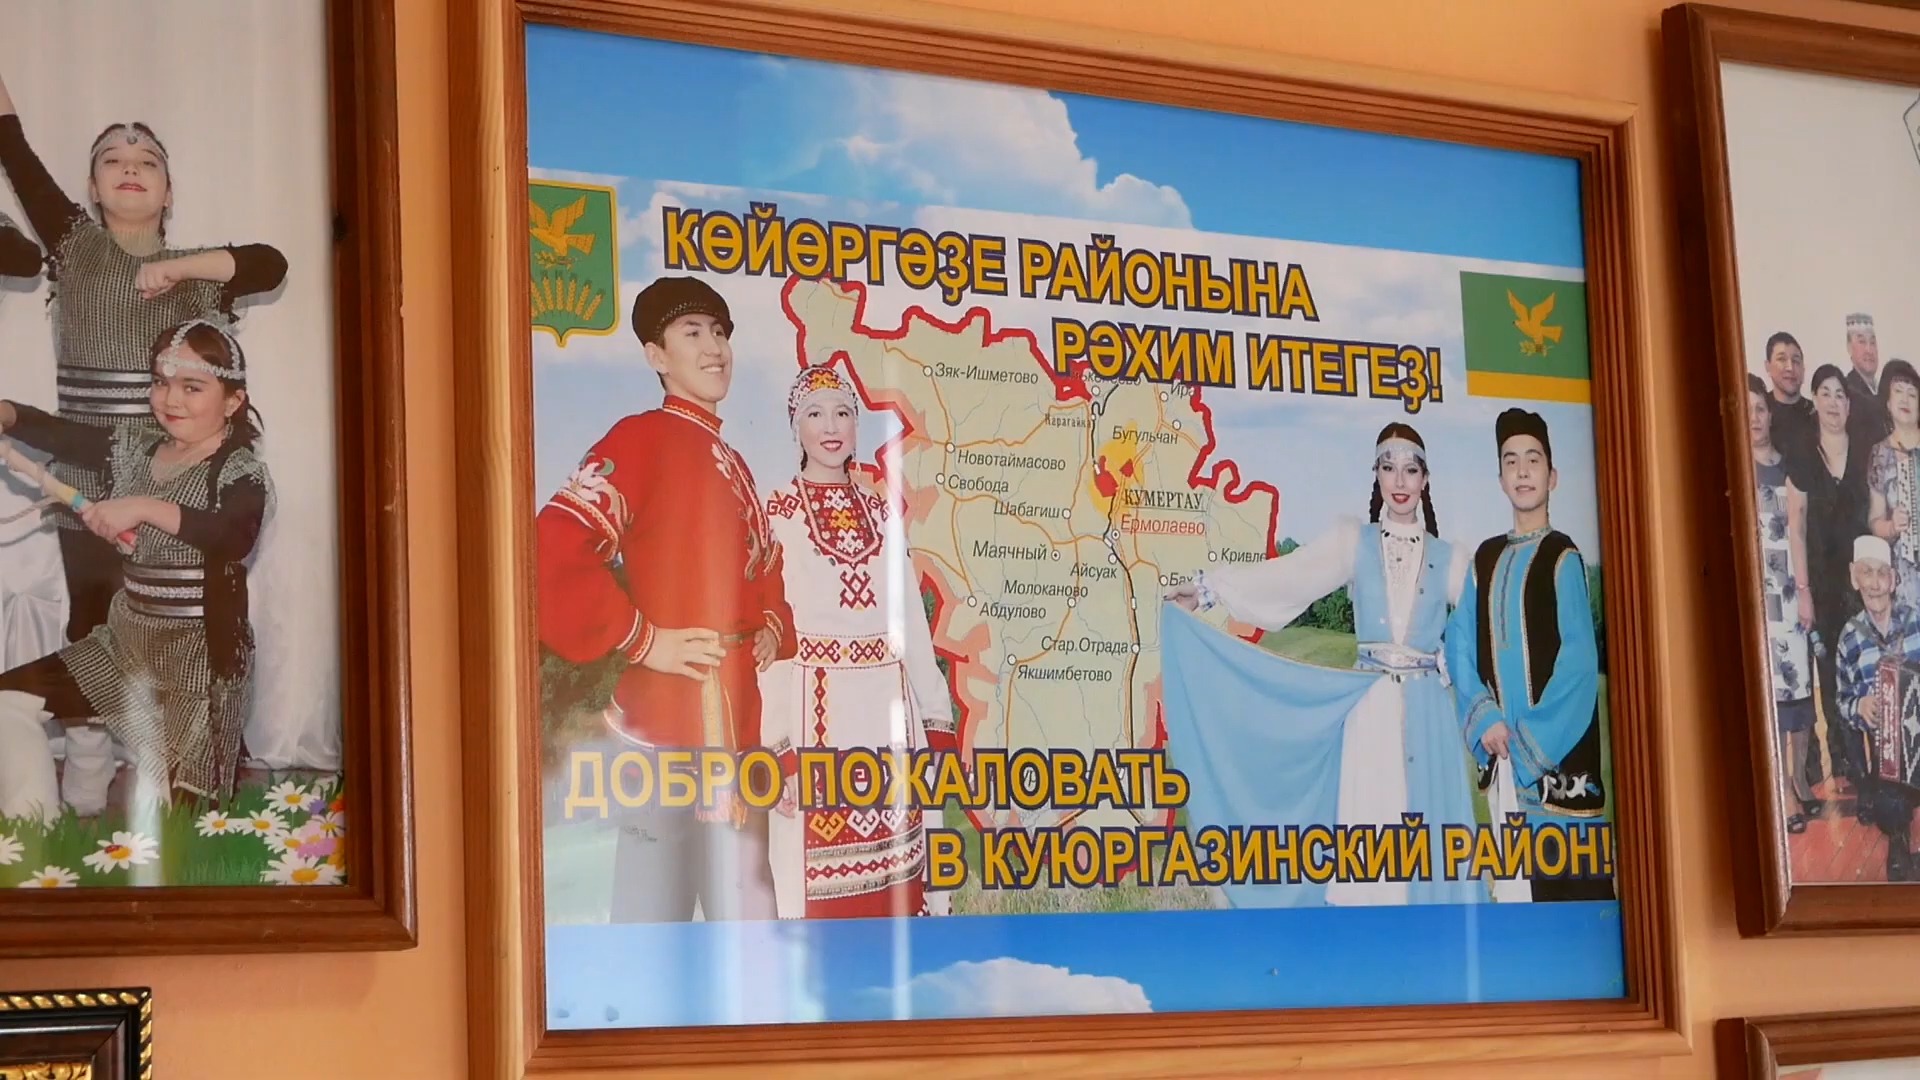 КӨЙӨРГӘҘЕ РАЙОНЫНА
РӘХИМ ИТЕГЕҘ!
Зяк-Ишметово
Карагайка
Бугульчан
Новотаймасово
Свобода
КУМЕРТАУ
Шабагиш
Ермолаево
Маячный
Айсуак
Молоканово
Абдулово
Стар.Отрада
Якшимбетово
ДОБРО ПОЖАЛОВАТЬ
В КУЮРГАЗИНСКИЙ РАЙОН!